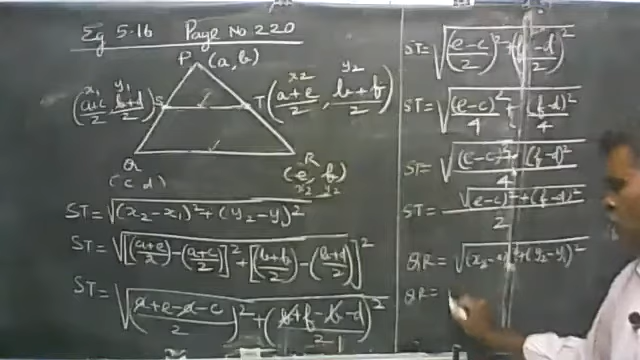 Eg 5.16 Page No 220
P (a, b)
x₁ y₁
(a+c/2, b+d/2) S
x2 y2
T (a+e/2, b+f/2)
Q
(c d)
R
(e, f)
x₂ y₂
ST = √(x₂ - x₁)² + (y₂ - y₁)²
ST = √[(a+e/2) - (a+c/2)]² + [(b+f/2) - (b+d/2)]²
ST = √(a+e-a-c/2)² + (b+f-b-d/2)²
ST = √(e-c/2)² + (f-d/2)²
ST = √(e-c)²/4 + (f-d)²/4
ST = √(e-c)² + (f-d)²/4
ST = √(e-c)² + (f-d)²/2
QR = √(x₂ - x₁)² + (y₂ - y₁)²
QR =